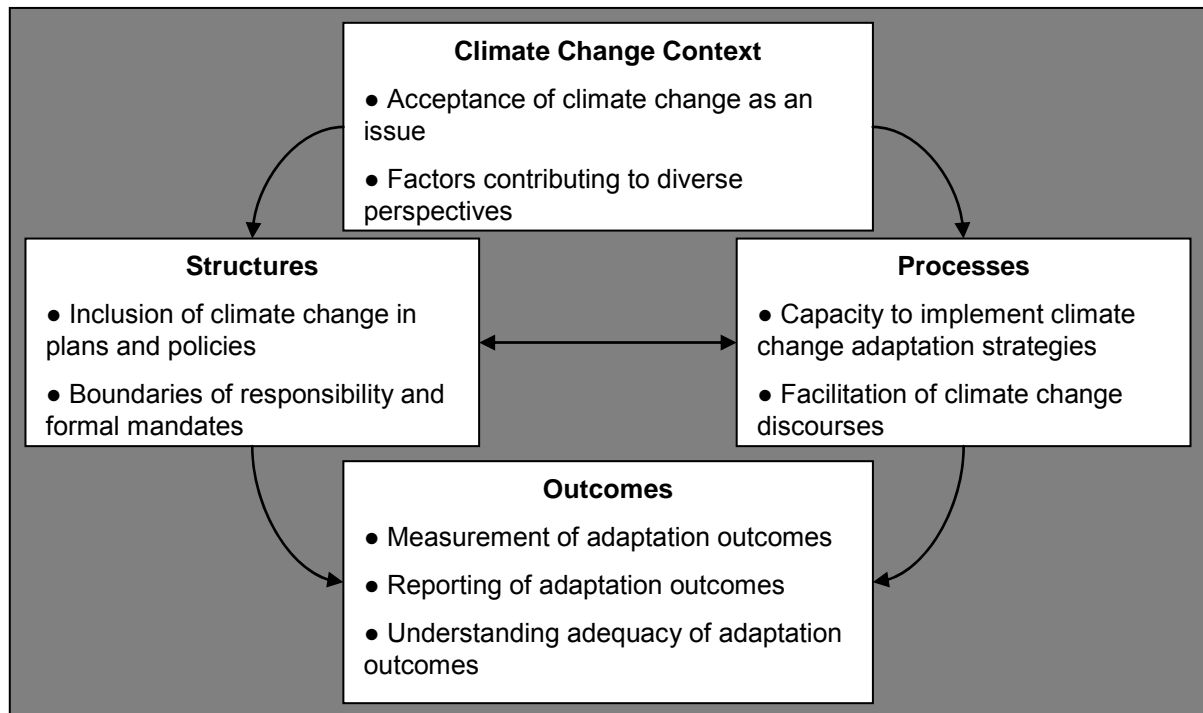 Climate Change Context
● Acceptance of climate change as an
issue
● Factors contributing to diverse
perspectives
Structures
● Inclusion of climate change in
plans and policies
● Boundaries of responsibility and
formal mandates
Processes
● Capacity to implement climate
change adaptation strategies
● Facilitation of climate change
discourses
Outcomes
● Measurement of adaptation outcomes
● Reporting of adaptation outcomes
● Understanding adequacy of adaptation
outcomes